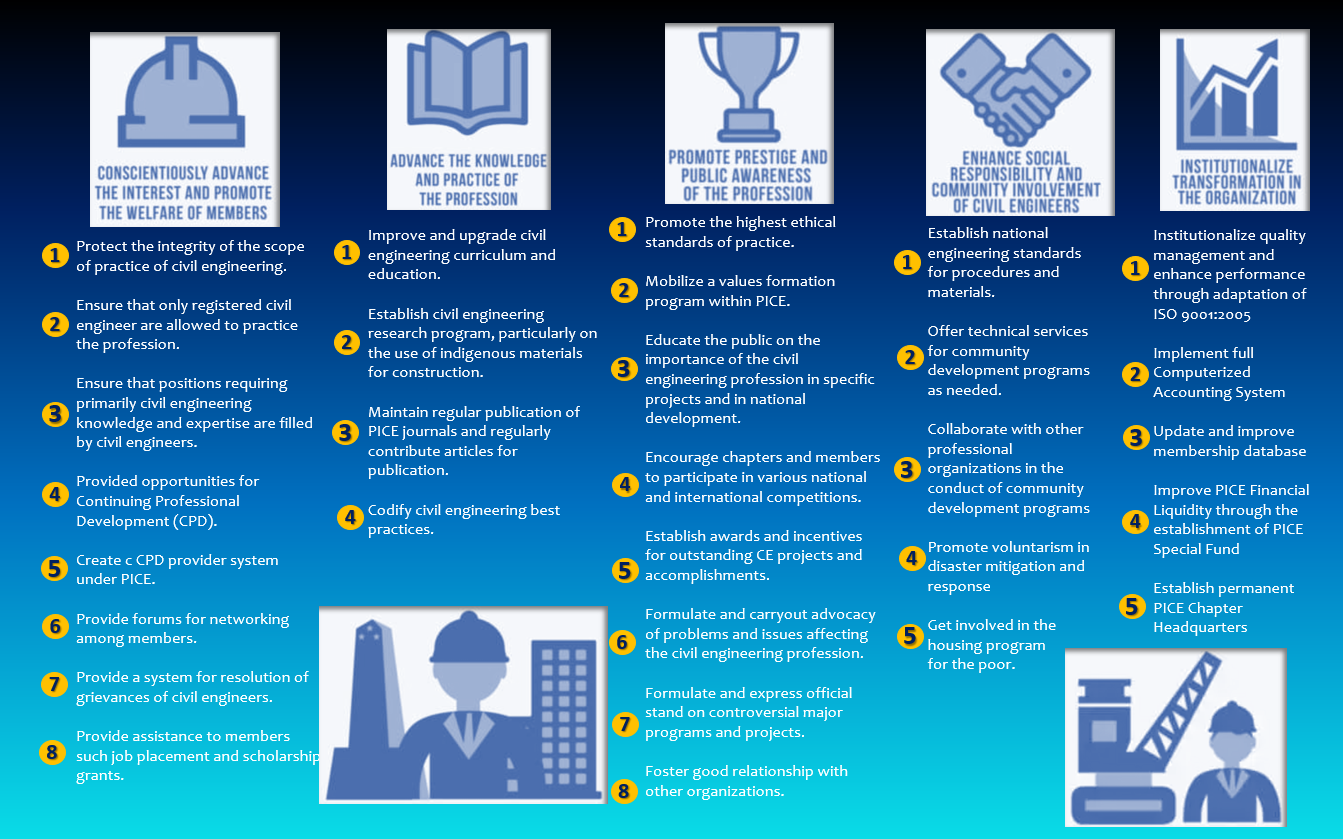 CONSCIENTIOUSLY ADVANCE
THE INTEREST AND PROMOTE
THE WELFARE OF MEMBERS
1 Protect the integrity of the scope
of practice of civil engineering.
2 Ensure that only registered civil
engineer are allowed to practice
the profession.
3 Ensure that positions requiring
primarily civil engineering
knowledge and expertise are filled
by civil engineers.
4 Provided opportunities for
Continuing Professional
Development (CPD).
5 Create c CPD provider system
under PICE.
6 Provide forums for networking
among members.
7 Provide a system for resolution of
grievances of civil engineers.
8 Provide assistance to members
such job placement and scholarship
grants.
ADVANCE THE KNOWLEDGE
AND PRACTICE OF
THE PROFESSION
1 Improve and upgrade civil
engineering curriculum and
education.
2 Establish civil engineering
research program, particularly on
the use of indigenous materials
for construction.
3 Maintain regular publication of
PICE journals and regularly
contribute articles for
publication.
4 Codify civil engineering best
practices.
PROMOTE PRESTIGE AND
PUBLIC AWARENESS
OF THE PROFESSION
1 Promote the highest ethical
standards of practice.
2 Mobilize a values formation
program within PICE.
3 Educate the public on the
importance of the civil
engineering profession in specific
projects and in national
development.
4 Encourage chapters and members
to participate in various national
and international competitions.
5 Establish awards and incentives
for outstanding CE projects and
accomplishments.
6 Formulate and carryout advocacy
of problems and issues affecting
the civil engineering profession.
7 Formulate and express official
stand on controversial major
programs and projects.
8 Foster good relationship with
other organizations.
ENHANCE SOCIAL
RESPONSIBILITY AND
COMMUNITY INVOLVEMENT
OF CIVIL ENGINEERS
1 Establish national
engineering standards
for procedures and
materials.
2 Offer technical services
for community
development programs
as needed.
3 Collaborate with other
professional
organizations in the
conduct of community
development programs
4 Promote voluntarism in
disaster mitigation and
response
5 Get involved in the
housing program
for the poor.
INSTITUTIONALIZE
TRANSFORMATION IN
THE ORGANIZATION
1 Institutionalize quality
management and
enhance performance
through adaptation of
ISO 9001:2005
2 Implement full
Computerized
Accounting System
3 Update and improve
membership database
4 Improve PICE Financial
Liquidity through the
establishment of PICE
Special Fund
5 Establish permanent
PICE Chapter
Headquarters